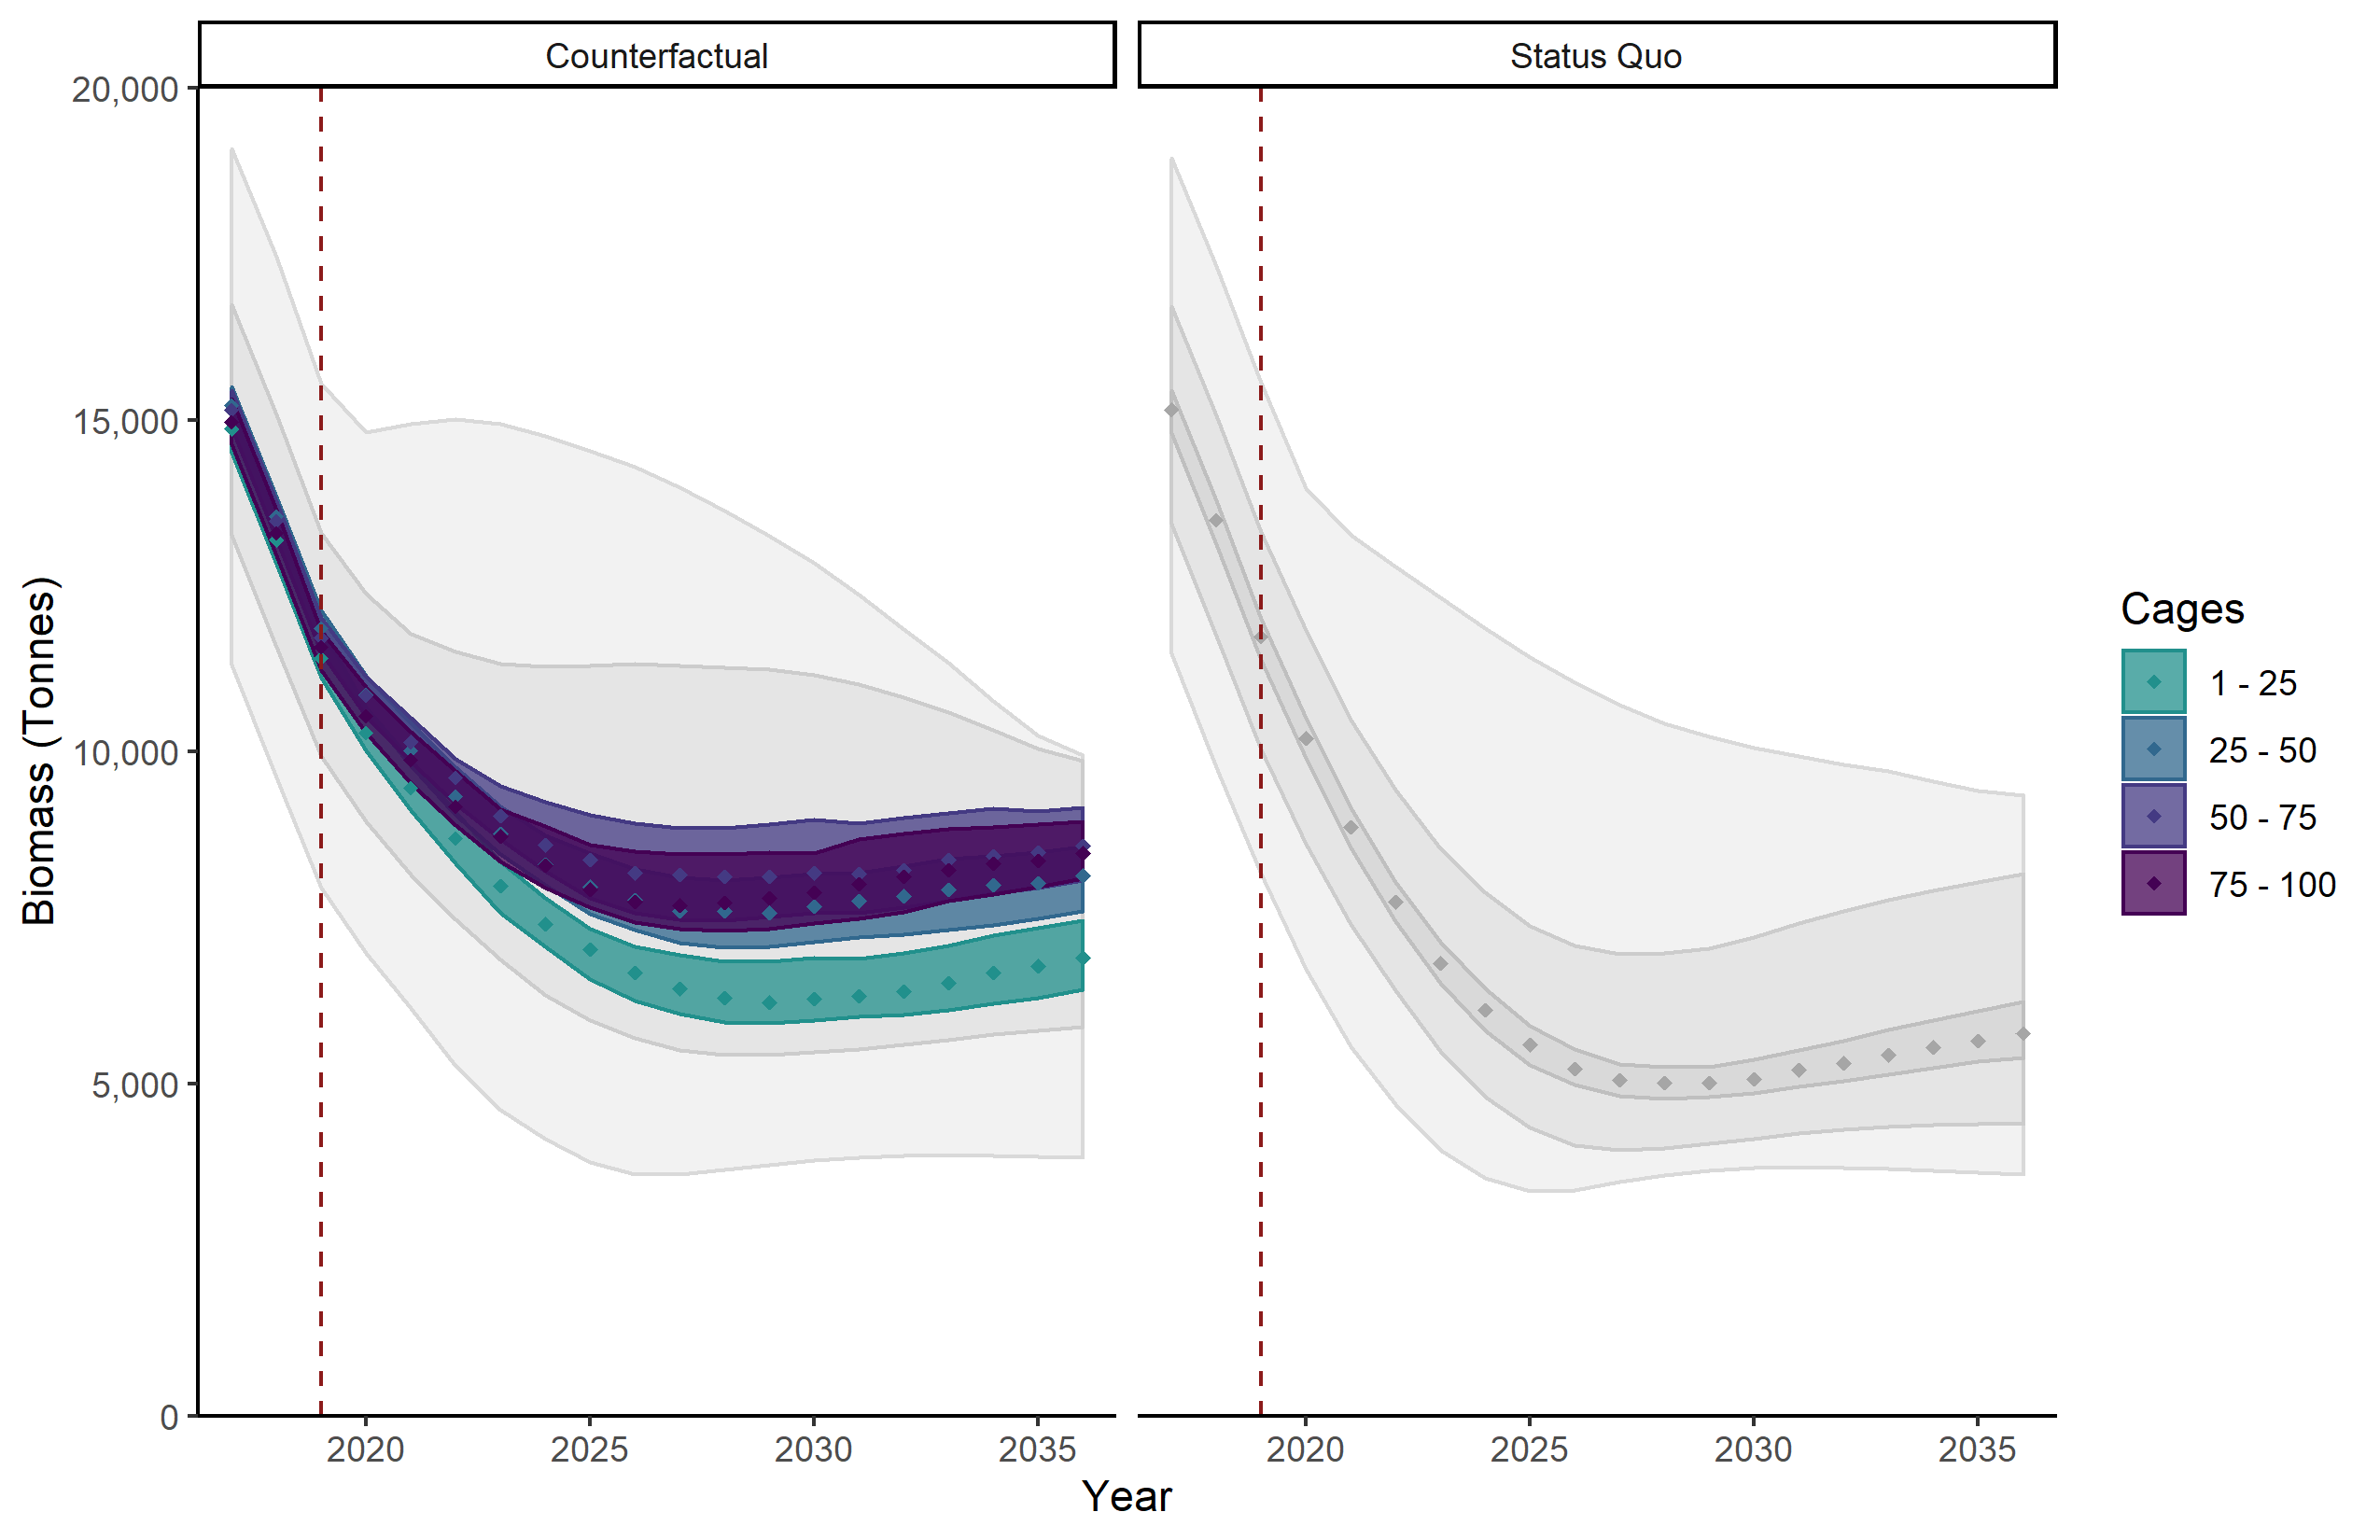 Counterfactual
Status Quo
20,000
15,000
10,000
5,000
0
Biomass (Tonnes)
2020 2025 2030 2035
2020 2025 2030 2035
Year
Cages
1 - 25
25 - 50
50 - 75
75 - 100